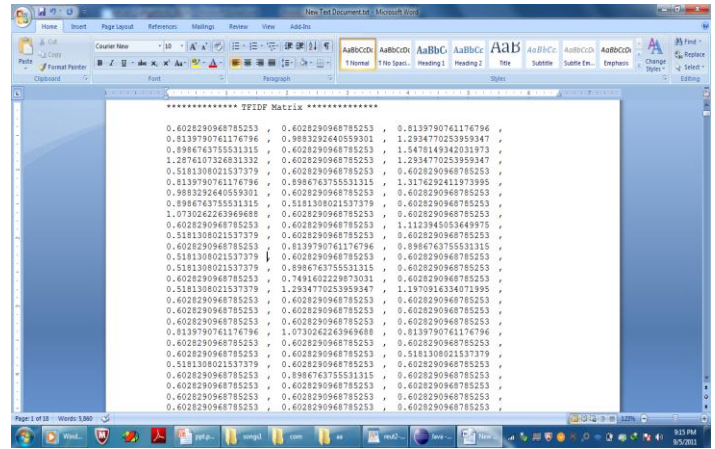 New Text Document.txt - Microsoft Word
Home Insert Page Layout References Mailings Review View Add-Ins
Cut
Copy
Paste Format Painter
Courier New 10
AaBbCcDc AaBbCcDc AaBbC AaBbCc AaB AaBbCc. AaBbCcDc AaBbCcDc
¶ Normal ¶ No Spaci... Heading 1 Heading 2 Title Subtitle Subtle Em... Emphasis
Change Styles
Find
Replace
Select
Clipboard Font Paragraph Styles Editing
************** TFIDF Matrix **************
0.6028290968785253 , 0.6028290968785253 , 0.8139790761176796 ,
0.8139790761176796 , 0.9883292640559301 , 1.2934770253959347 ,
0.8986763755531315 , 0.6028290968785253 , 1.5478149342031973 ,
1.2876107326831332 , 0.6028290968785253 , 1.2934770253959347 ,
0.5181308021537379 , 0.6028290968785253 , 0.6028290968785253 ,
0.8139790761176796 , 0.8986763755531315 , 1.3176292411973995 ,
0.9883292640559301 , 0.6028290968785253 , 0.6028290968785253 ,
0.8986763755531315 , 0.5181308021537379 , 0.6028290968785253 ,
1.0730262263969688 , 0.6028290968785253 , 0.6028290968785253 ,
0.6028290968785253 , 0.6028290968785253 , 1.1123945053649975 ,
0.5181308021537379 , 0.6028290968785253 , 0.6028290968785253 ,
0.6028290968785253 , 0.8139790761176796 , 0.8986763755531315 ,
0.5181308021537379 , 0.6028290968785253 , 0.6028290968785253 ,
0.5181308021537379 , 0.8986763755531315 , 0.6028290968785253 ,
0.6028290968785253 , 0.7491602229873031 , 0.6028290968785253 ,
0.5181308021537379 , 1.2934770253959347 , 1.1970916334071995 ,
0.6028290968785253 , 0.6028290968785253 , 0.6028290968785253 ,
0.8139790761176796 , 1.0730262263969688 , 0.8139790761176796 ,
0.6028290968785253 , 0.6028290968785253 , 0.6028290968785253 ,
0.6028290968785253 , 0.6028290968785253 , 0.5181308021537379 ,
0.5181308021537379 , 0.6028290968785253 , 0.6028290968785253 ,
0.6028290968785253 , 0.8986763755531315 , 0.6028290968785253 ,
0.6028290968785253 , 0.6028290968785253 , 0.6028290968785253 ,
0.6028290968785253 , 0.6028290968785253 , 0.6028290968785253 ,
0.6028290968785253 , 0.6028290968785253 , 0.6028290968785253
Page: 1 of 18 Words: 5,860 125%
Wind... ppt.p... songs1 com aa reut2-... Java -... New ...
9:15 PM
9/5/2011